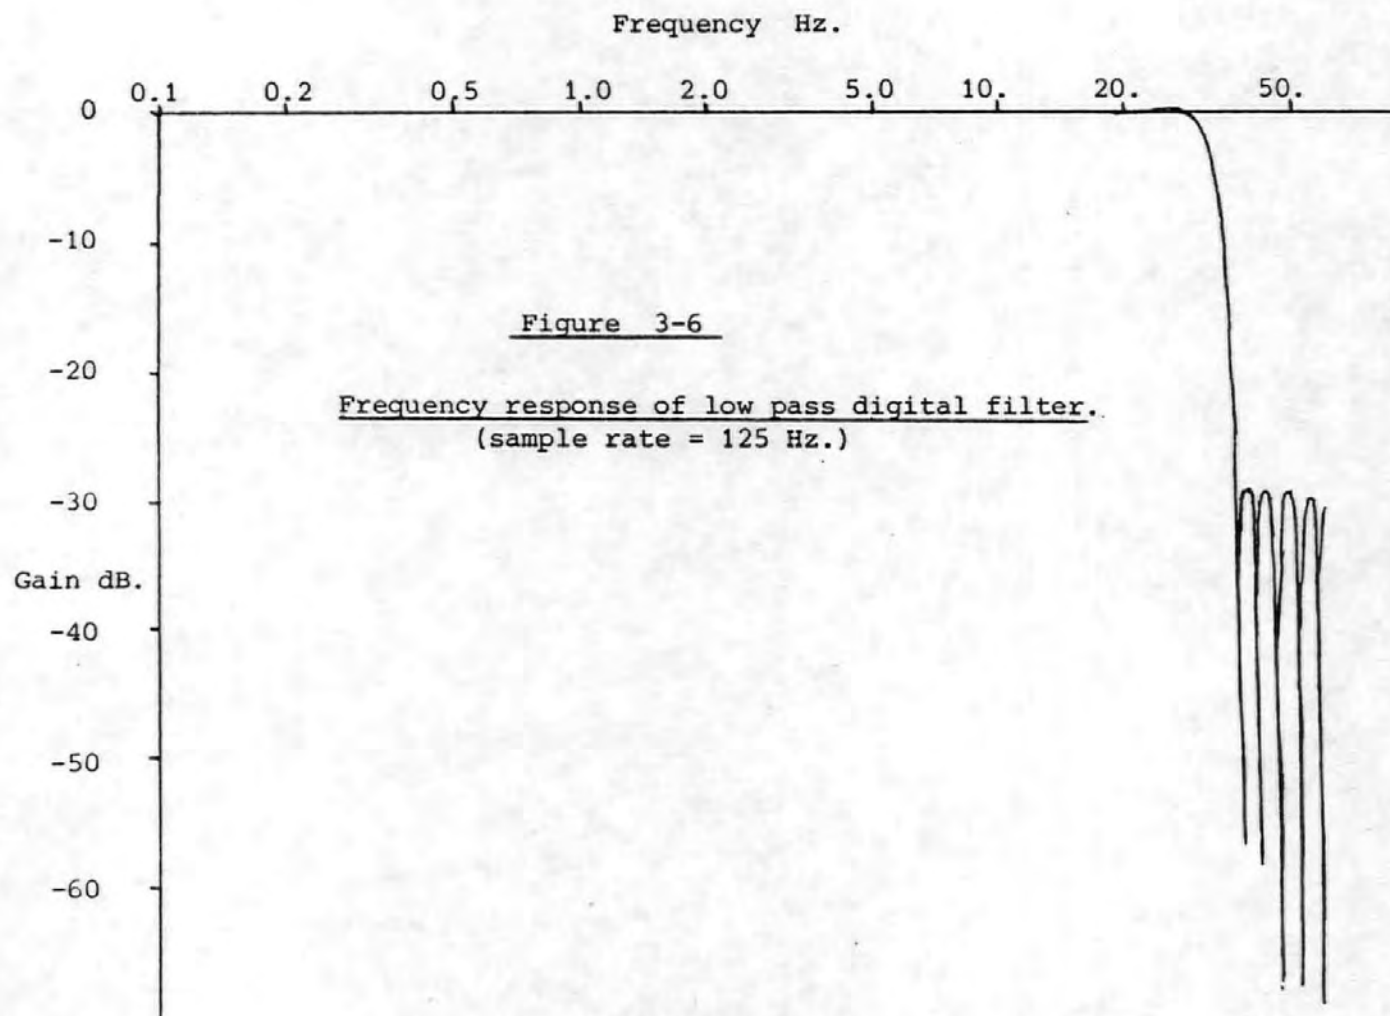 Frequency Hz.
0.1 0.2 0.5 1.0 2.0 5.0 10. 20. 50.
0
-10
Figure 3-6
-20
Frequency response of low pass digital filter.
(sample rate = 125 Hz.)
-30
Gain dB.
-40
-50
-60